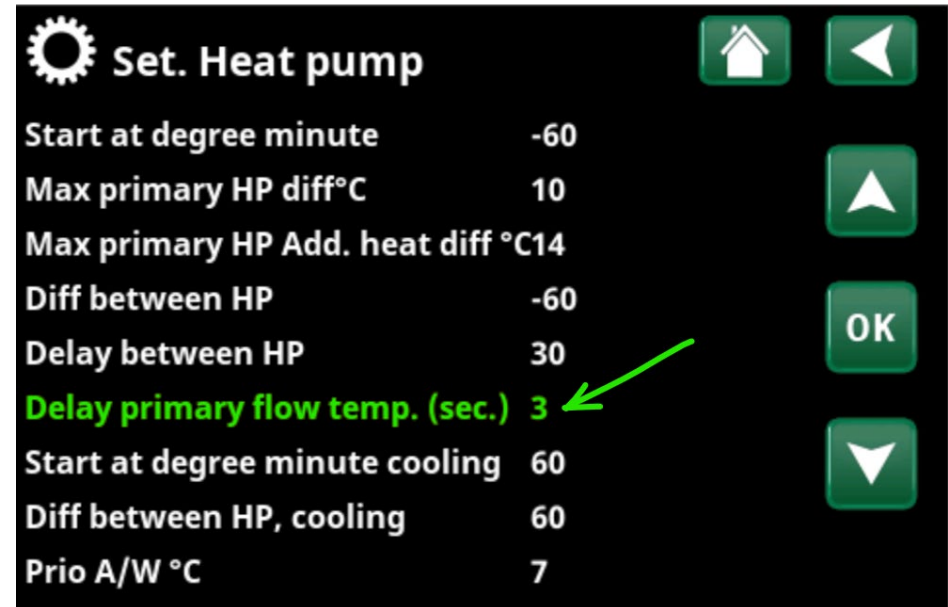 Set. Heat pump
Start at degree minute -60
Max primary HP diff°C 10
Max primary HP Add. heat diff °C14
Diff between HP -60
Delay between HP 30
OK
Delay primary flow temp. (sec.) 3
Start at degree minute cooling 60
Diff between HP, cooling 60
Prio A/W °C 7